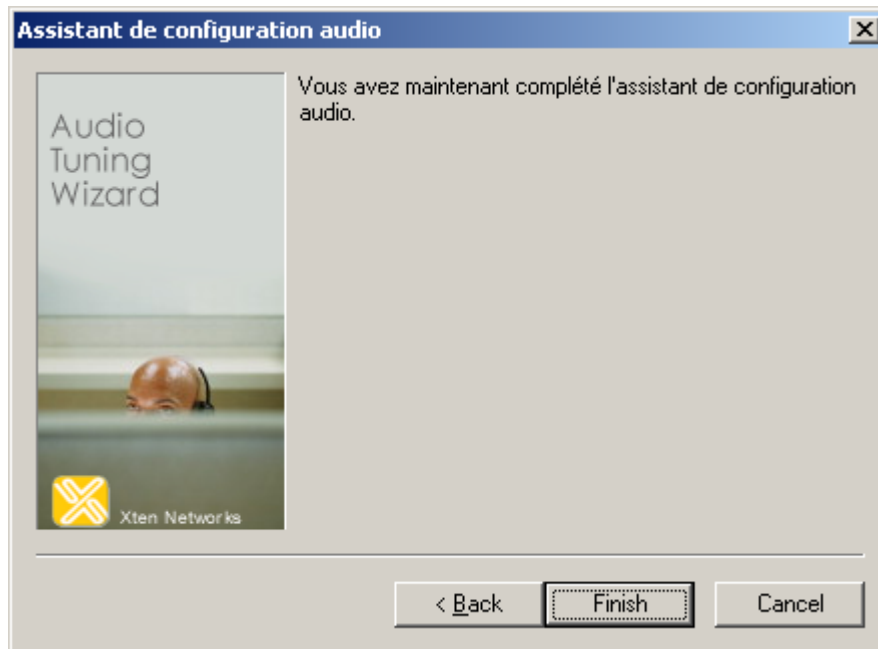 Assistant de configuration audio
Vous avez maintenant complété l'assistant de configuration
audio.
Audio
Tuning
Wizard
Xten Networks
< Back
Finish
Cancel